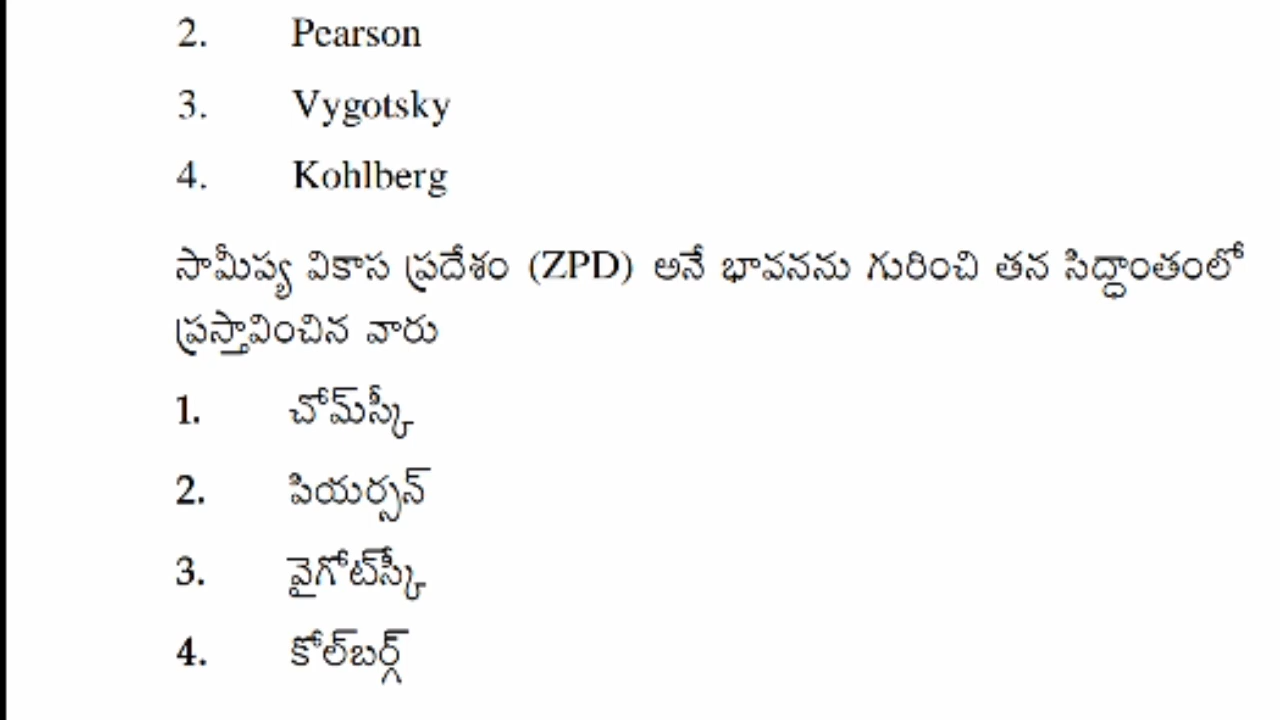 2. Pearson
3. Vygotsky
4. Kohlberg
సామీప్య వికాస ప్రదేశం (ZPD) అనే భావనను గురించి తన సిద్ధాంతంలో
ప్రస్తావించిన వారు
1. చోమ్‌స్కీ
2. పియర్సన్
3. వైగోట్‌స్కీ
4. కోల్‌బర్గ్